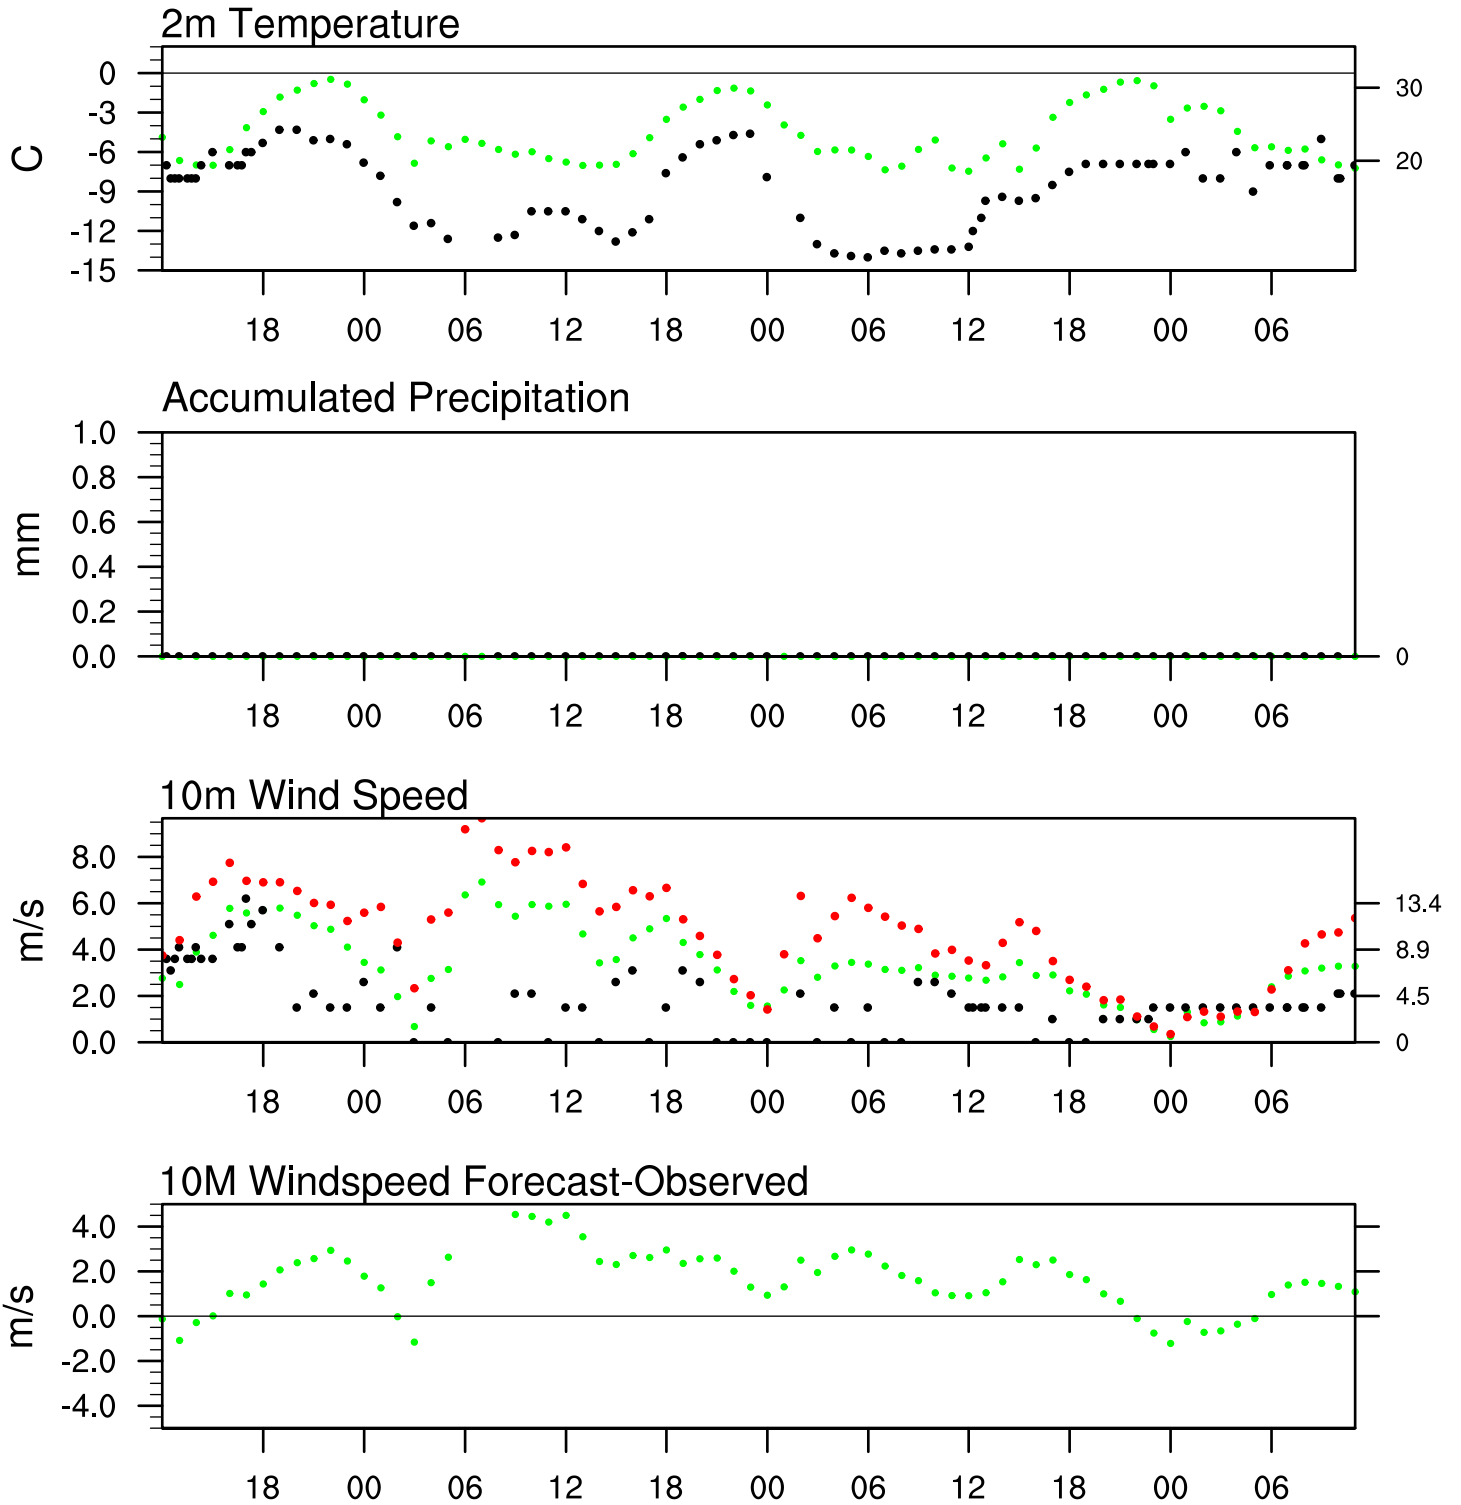 2m Temperature
0
-3
-6
-9
-12
-15
C
30
20
18 00 06 12 18 00 06 12 18 00 06
Accumulated Precipitation
1.0
0.8
0.6
0.4
0.2
0.0
mm
0
18 00 06 12 18 00 06 12 18 00 06
10m Wind Speed
8.0
6.0
4.0
2.0
0.0
m/s
13.4
8.9
4.5
0
18 00 06 12 18 00 06 12 18 00 06
10M Windspeed Forecast-Observed
4.0
2.0
0.0
-2.0
-4.0
m/s
18 00 06 12 18 00 06 12 18 00 06